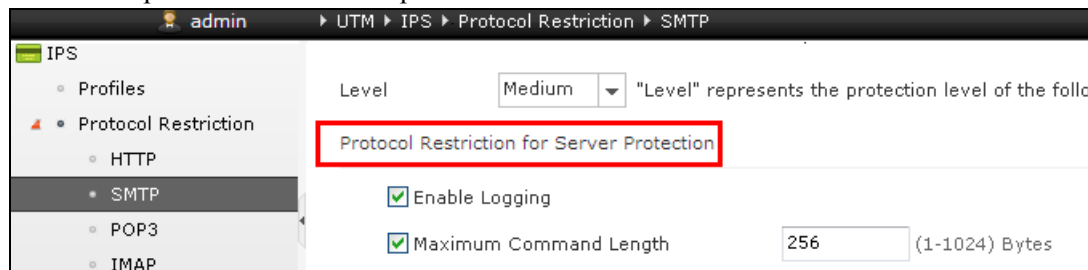 admin
UTM IPS Protocol Restriction SMTP
IPS
Profiles
Level Medium "Level" represents the protection level of the
Protocol Restriction
Protocol Restriction for Server Protection
HTTP
SMTP
Enable Logging
POP3
Maximum Command Length 256 (1-1024) Bytes
IMAP